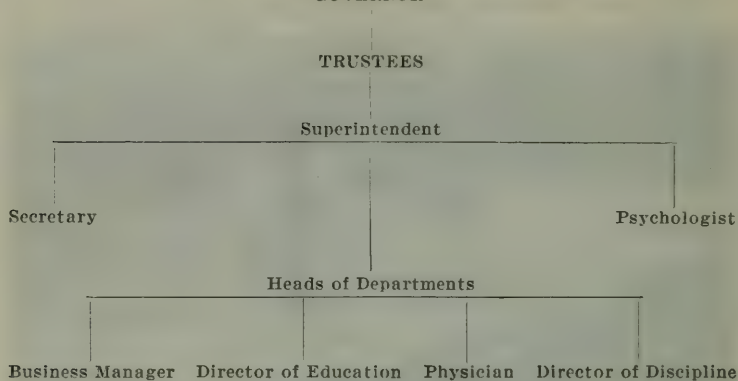 TRUSTEES
Superintendent
Secretary Psychologist
Heads of Departments
Business Manager Director of Education Physician Director of Discipline